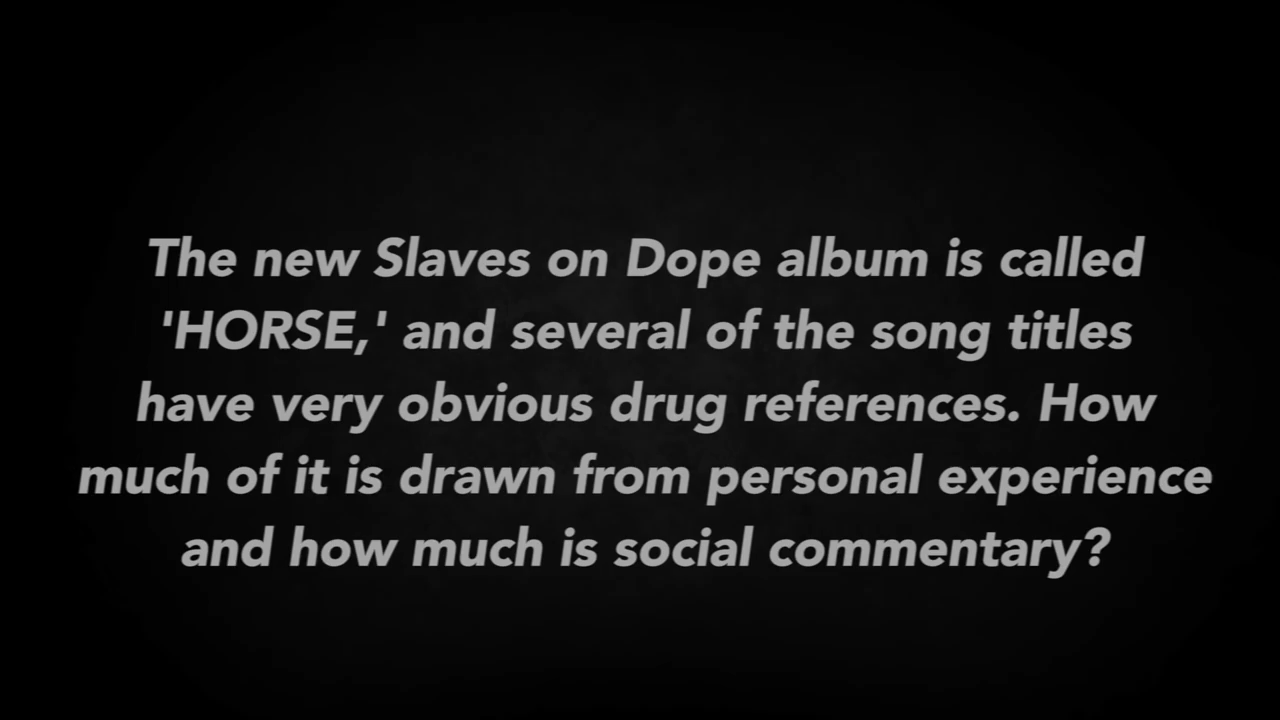 The new Slaves on Dope album is called
'HORSE,' and several of the song titles
have very obvious drug references. How
much of it is drawn from personal experience
and how much is social commentary?